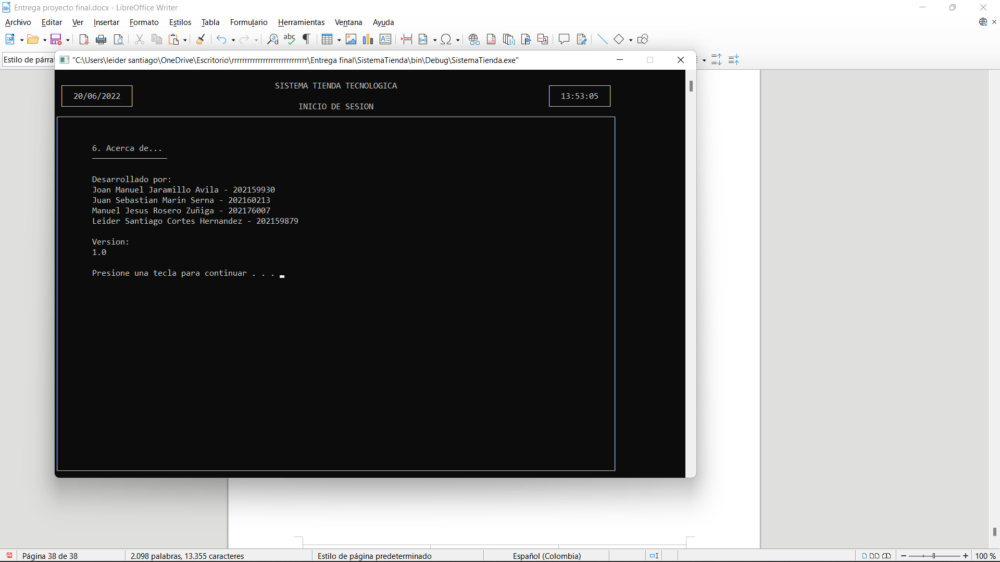 Entrega proyecto final.docx - LibreOffice Writer
Archivo Editar Ver Insertar Formato Estilos Tabla Formulario Herramientas Ventana Ayuda
Estilo de párra
"C:\Users\leider santiago\OneDrive\Escritorio\rrrrrrrrrrrrrrrrrrrrrrrrrrrrr\Entrega final\SistemaTienda\bin\Debug\SistemaTienda.exe"
SISTEMA TIENDA TECNOLOGICA
20/06/2022
13:53:05
INICIO DE SESION
6. Acerca de...
Desarrollado por:
Joan Manuel Jaramillo Avila - 202159930
Juan Sebastian Marin Serna - 202160213
Manuel Jesus Rosero Zuñiga - 202176007
Leider Santiago Cortes Hernandez - 202159879
Version:
1.0
Presione una tecla para continuar . . .
Página 38 de 38 2.098 palabras, 13.355 caracteres Estilo de página predeterminado Español (Colombia) 100 %